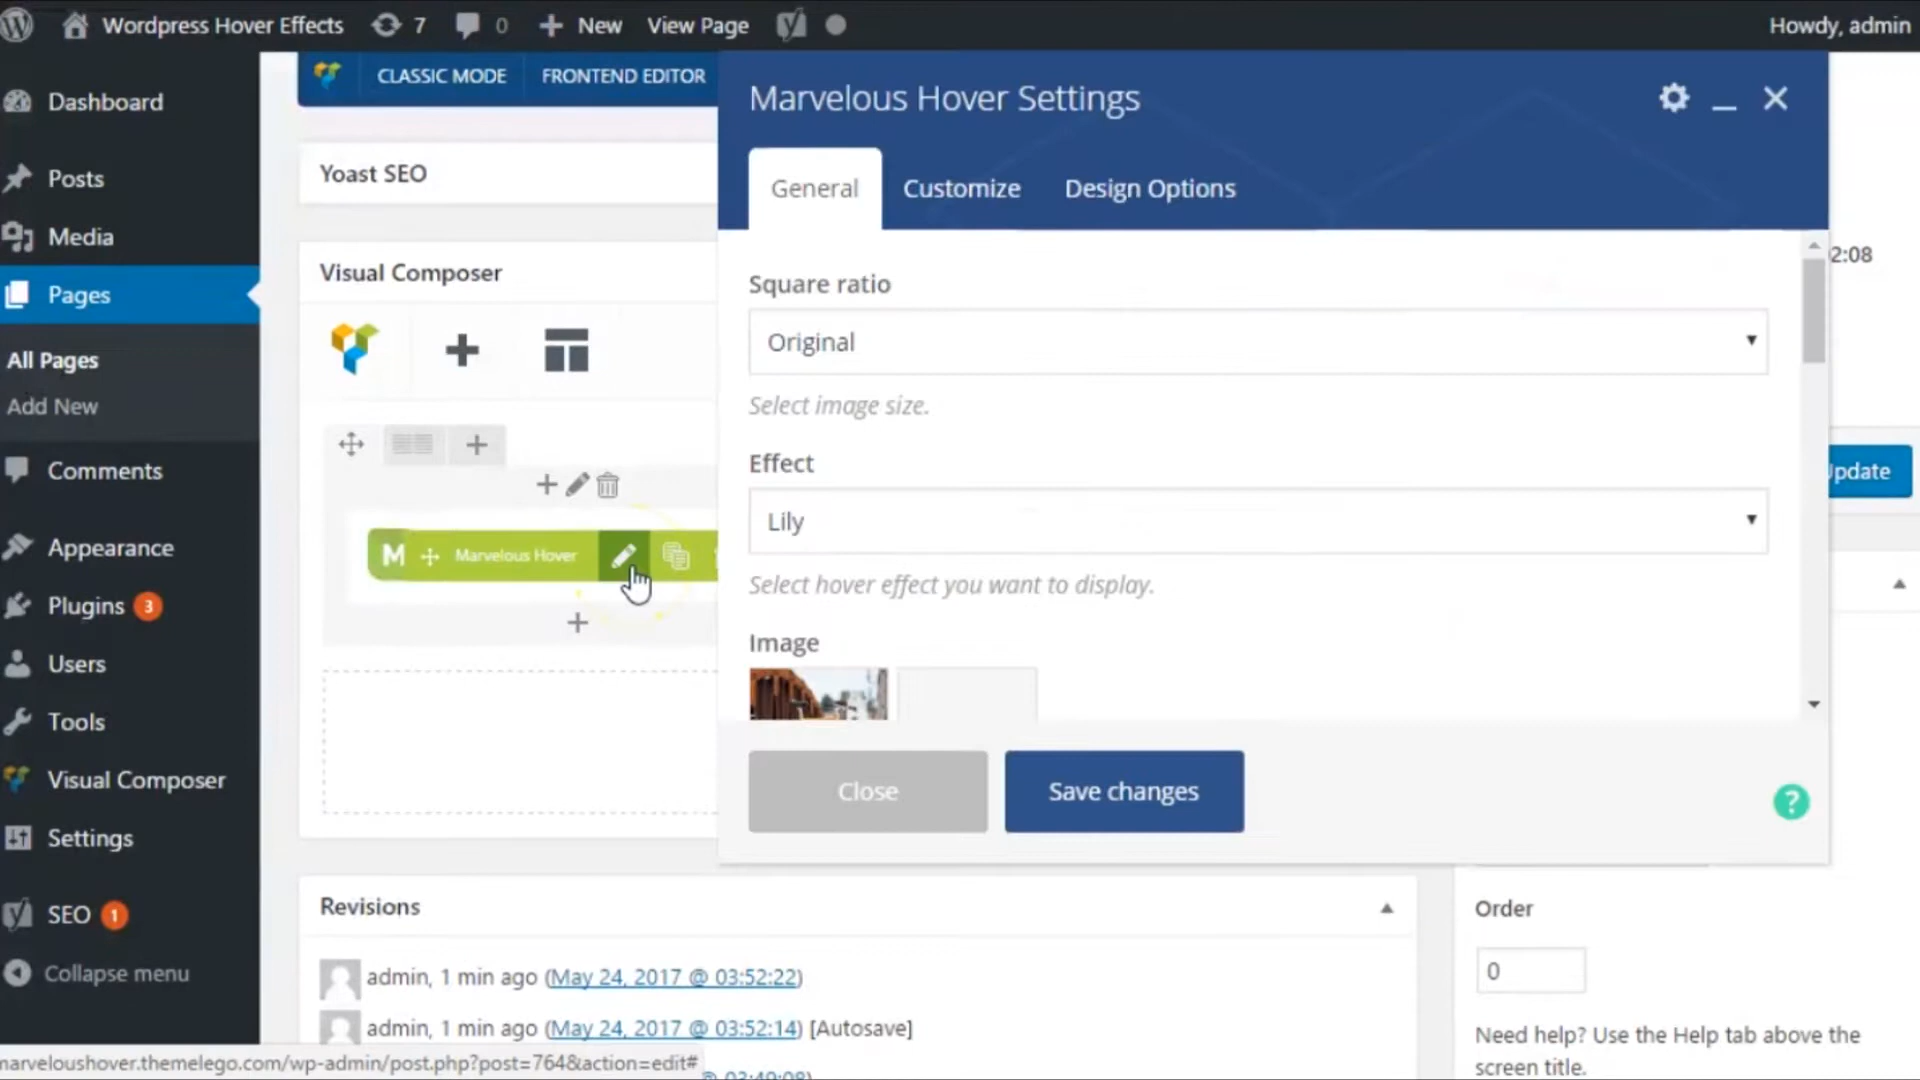 Wordpress Hover Effects 7 0 New View Page Howdy, admin
Dashboard
Posts
Media
Pages
All Pages
Add New
Comments
Appearance
Plugins 3
Users
Tools
Visual Composer
Settings
SEO 1
Collapse menu
CLASSIC MODE FRONTEND EDITOR
Yoast SEO
Visual Composer
M Marvelous Hover
Marvelous Hover Settings
General Customize Design Options
Square ratio
Original
Select image size.
Effect
Lily
Select hover effect you want to display.
Image
Close Save changes
?
2:08
Update
Revisions
admin, 1 min ago (May 24, 2017 @ 03:52:22)
admin, 1 min ago (May 24, 2017 @ 03:52:14) [Autosave]
@ 03:49:08)
Order
0
Need help? Use the Help tab above the
screen title.
marveloushover.themelego.com/wp-admin/post.php?post=764&action=edit#